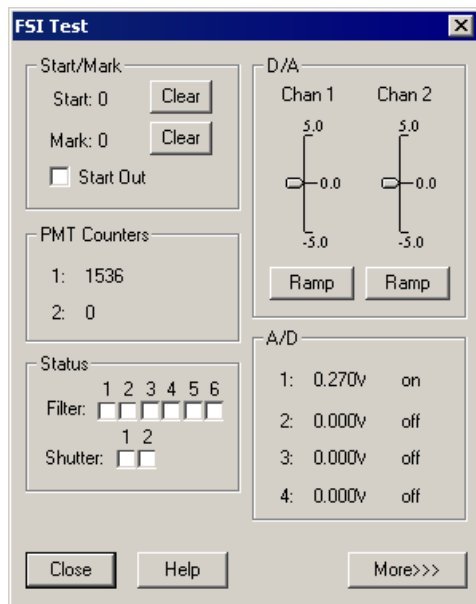 FSI Test
Start/Mark
Start: 0 Clear
Mark: 0 Clear
Start Out
PMT Counters
1: 1536
2: 0
Status
1 2 3 4 5 6
Filter:
1 2
Shutter:
D/A
Chan 1 Chan 2
5.0 5.0
0.0 0.0
-5.0 -5.0
Ramp Ramp
A/D
1: 0.270v on
2: 0.000v off
3: 0.000v off
4: 0.000v off
Close Help More>>>